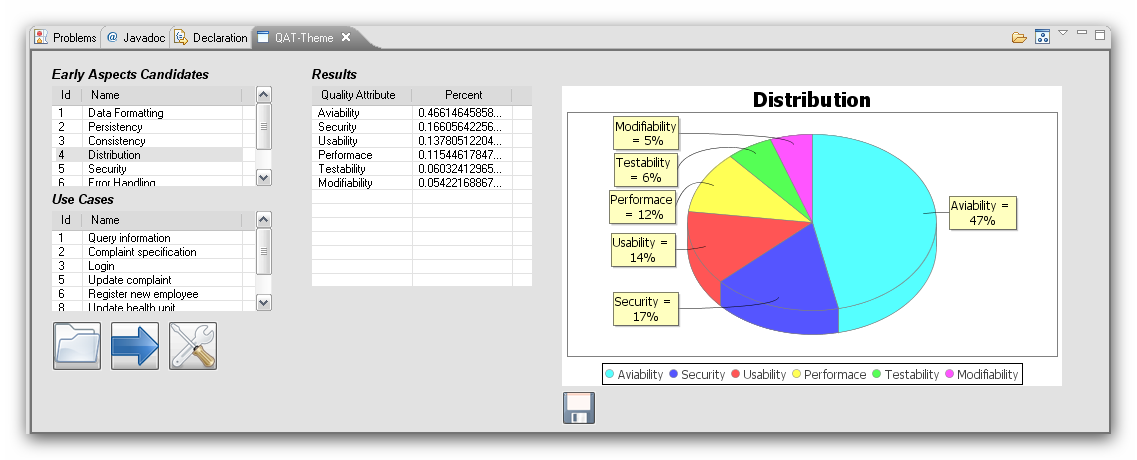 Problems @ Javadoc Declaration QAT-Theme
Early Aspects Candidates
Id Name
1 Data Formatting
2 Persistency
3 Consistency
4 Distribution
5 Security
6 Error Handling
Use Cases
Id Name
1 Query information
2 Complaint specification
3 Login
5 Update complaint
6 Register new employee
8 Update health unit
Results
Quality Attribute Percent
Aviability 0.46614645858...
Security 0.16605642256...
Usability 0.13780512204...
Performace 0.11544617847...
Testability 0.06032412965...
Modifiability 0.05422168867...
Distribution
Modifiability
= 5%
Testability
= 6%
Performace
= 12%
Usability =
14%
Security =
17%
Aviability =
47%
Aviability Security Usability Performace Testability Modifiability